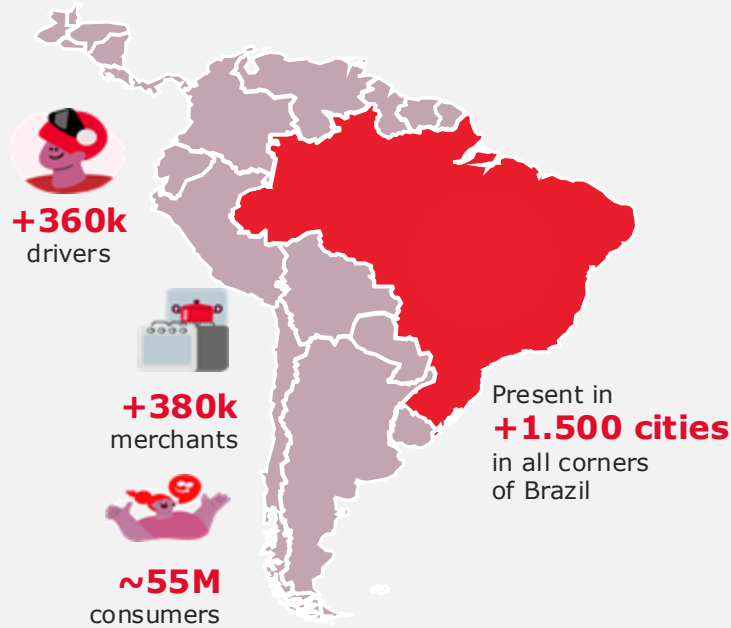 +360k
drivers
+380k
merchants
~55M
consumers
Present in
+1.500 cities
in all corners
of Brazil